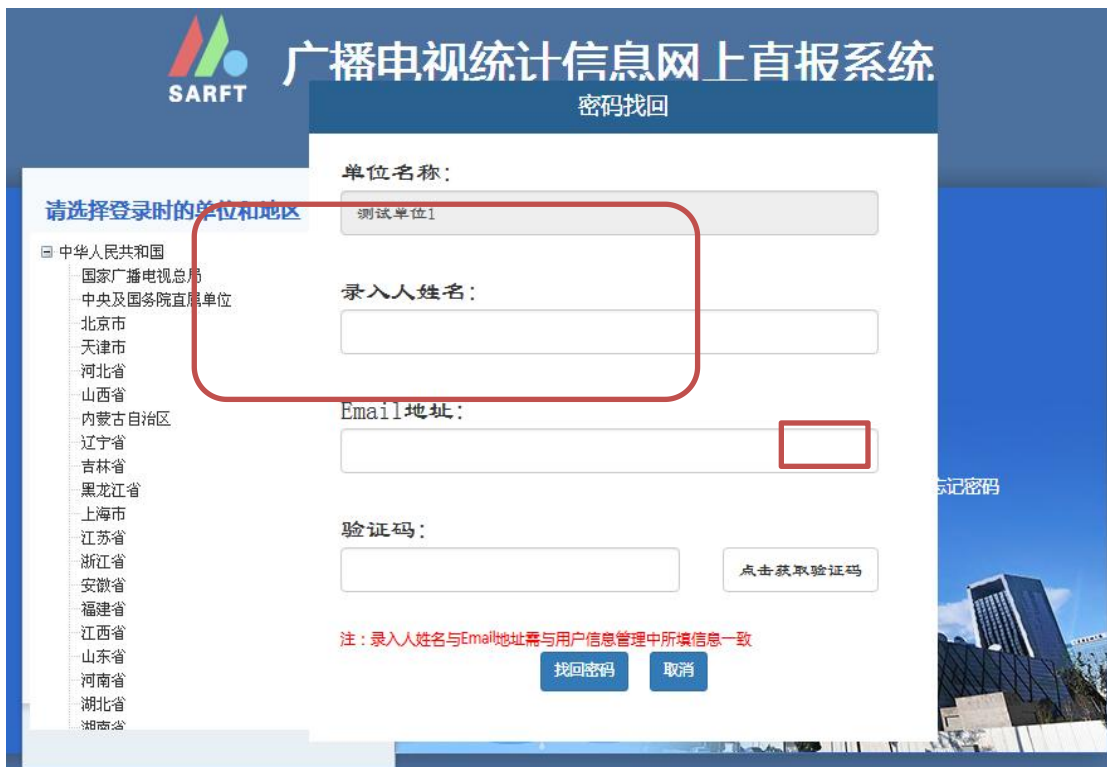 SARFT
广播电视统计信息网上直报系统
密码找回
单位名称：
测试单位1
录入人姓名：
Email地址：
验证码：
点击获取验证码
注：录入人姓名与Email地址需与用户信息管理中所填信息一致
找回密码
取消
请选择登录时的单位和地区
中华人民共和国
国家广播电视总局
中央及国务院直属单位
北京市
天津市
河北省
山西省
内蒙古自治区
辽宁省
吉林省
黑龙江省
上海市
江苏省
浙江省
安徽省
福建省
江西省
山东省
河南省
湖北省
湖南省
忘记密码